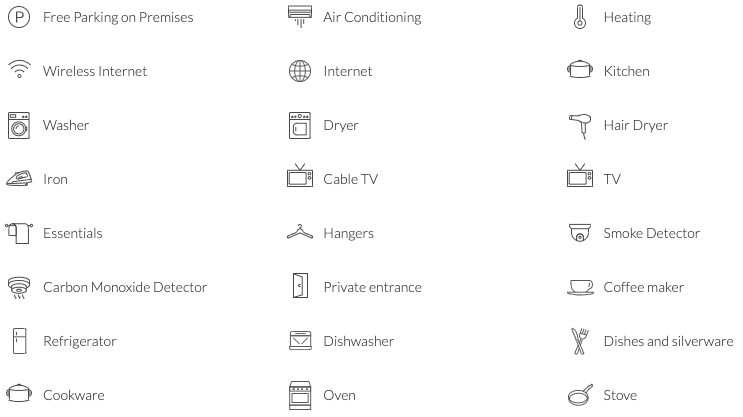 Free Parking on Premises
Air Conditioning
Heating
Wireless Internet
Internet
Kitchen
Washer
Dryer
Hair Dryer
Iron
Cable TV
TV
Essentials
Hangers
Smoke Detector
Carbon Monoxide Detector
Private entrance
Coffee maker
Refrigerator
Dishwasher
Dishes and silverware
Cookware
Oven
Stove